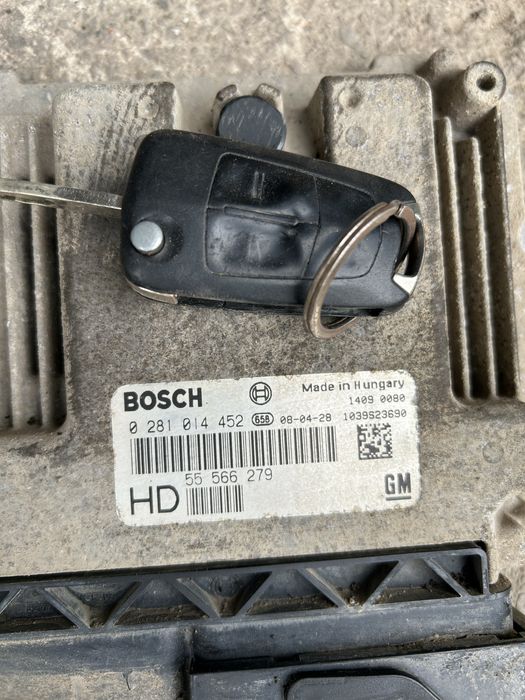 BOSCH
Made in Hungary
1409 0080
0 281 014 452 65B 08-04-28 1039S23690
55 566 279
HD
GM